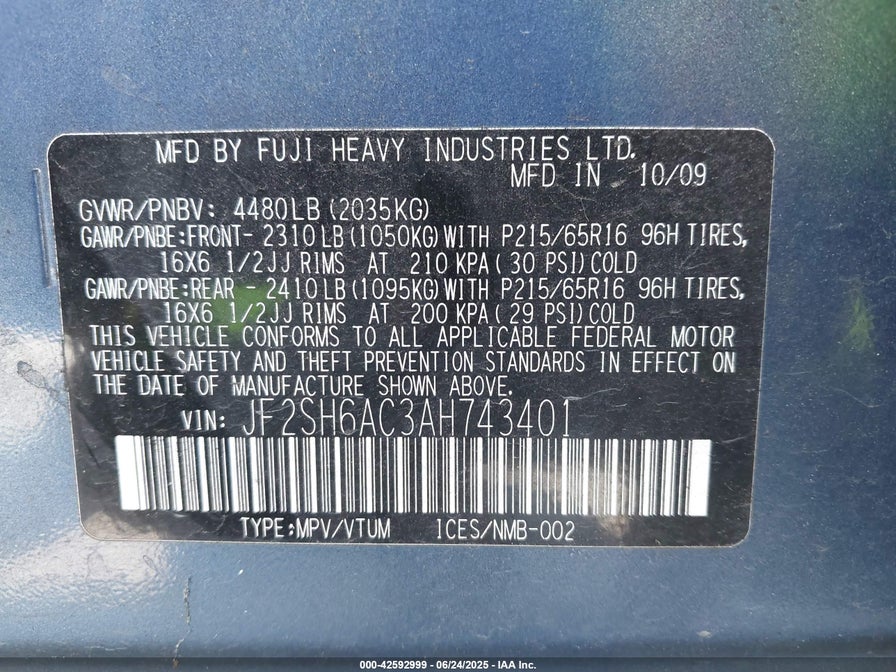 MFD BY FUJI HEAVY INDUSTRIES LTD.
MFD IN 10/09
GVWR/PNBV: 4480LB (2035KG)
GAWR/PNBE:FRONT- 2310LB (1050KG) WITH P215/65R16 96H TIRES,
16X6 1/2JJ RIMS AT 210 KPA ( 30 PSI) COLD
GAWR/PNBE:REAR - 2410LB (1095KG) WITH P215/65R16 96H TIRES,
16X6 1/2JJ RIMS AT 200 KPA ( 29 PSI) COLD
THIS VEHICLE CONFORMS TO ALL APPLICABLE FEDERAL MOTOR
VEHICLE SAFETY AND THEFT PREVENTION STANDARDS IN EFFECT ON
THE DATE OF MANUFACTURE SHOWN ABOVE.
VIN: JF2SH6AC3AH743401
TYPE:MPV/VTUM ICES/NMB-002
000-42592999 - 06/24/2025 - IAA Inc.